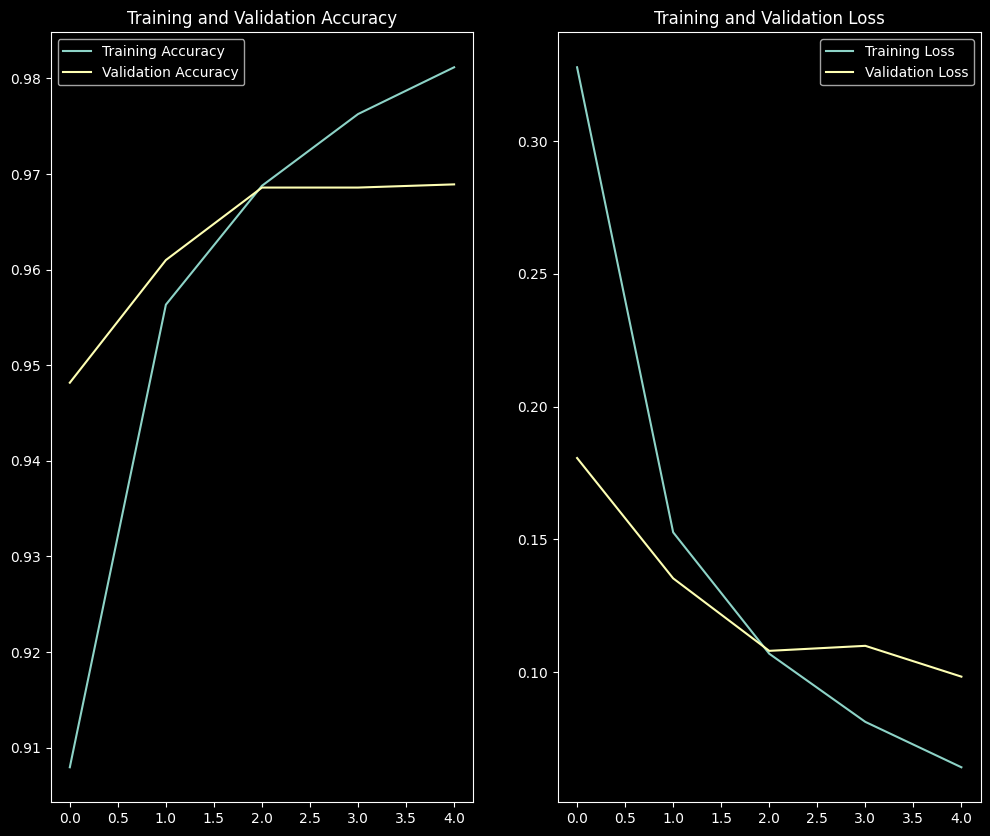 Training and Validation Accuracy
Training Accuracy
Validation Accuracy
0.98
0.97
0.96
0.95
0.94
0.93
0.92
0.91
0.0 0.5 1.0 1.5 2.0 2.5 3.0 3.5 4.0
Training and Validation Loss
Training Loss
Validation Loss
0.30
0.25
0.20
0.15
0.10
0.0 0.5 1.0 1.5 2.0 2.5 3.0 3.5 4.0